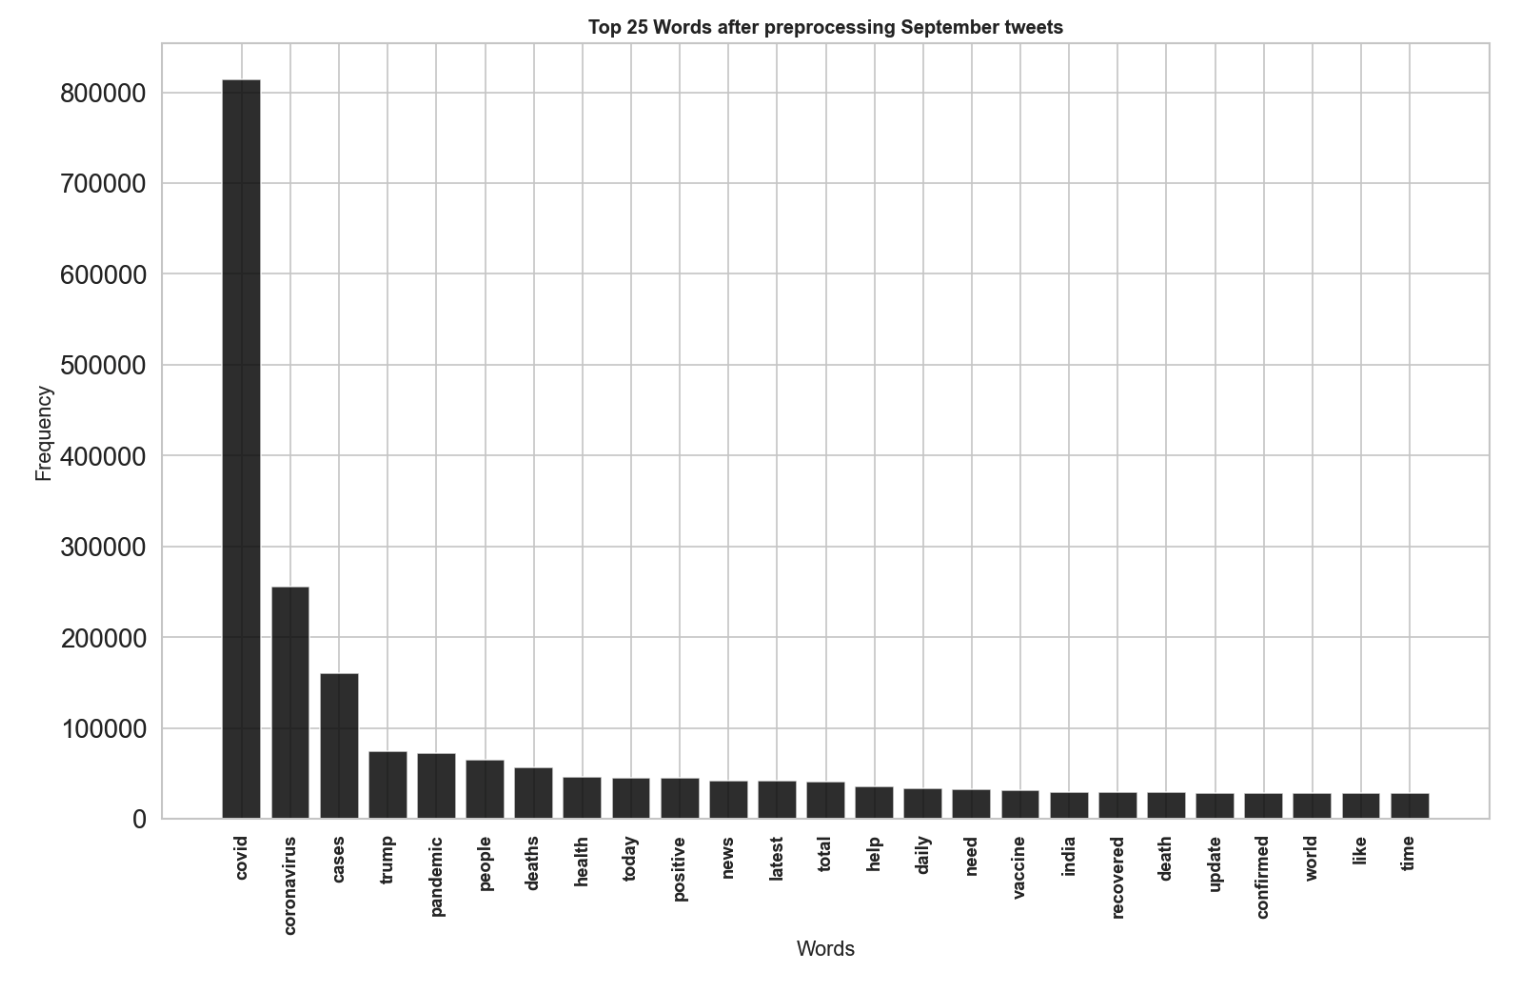 Top 25 Words after preprocessing September tweets
800000
700000
600000
500000
400000
300000
200000
100000
0
Frequency
covid
coronavirus
cases
trump
pandemic
people
deaths
health
today
positive
news
latest
total
help
daily
need
vaccine
india
recovered
death
update
confirmed
world
like
time
Words